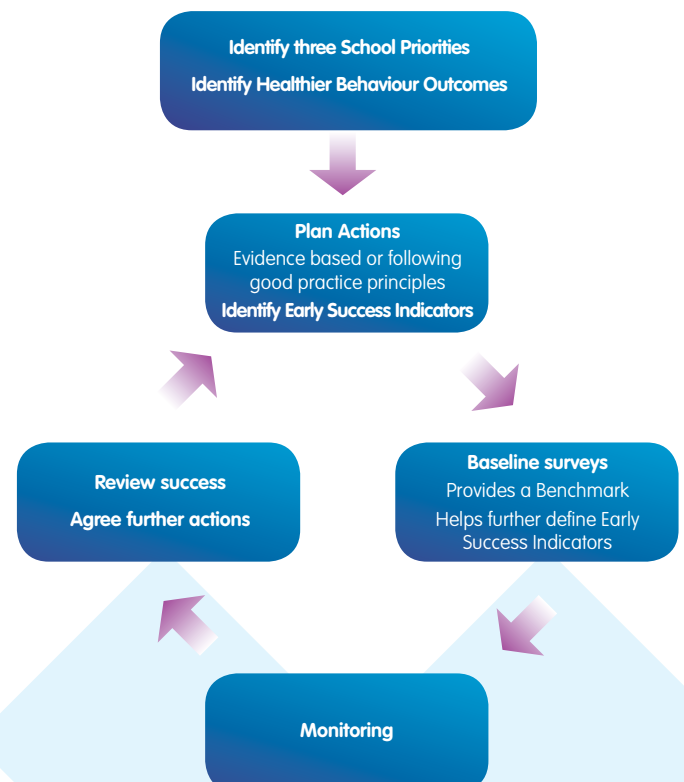 Identify three School Priorities
Identify Healthier Behaviour Outcomes
Plan Actions
Evidence based or following
good practice principles
Identify Early Success Indicators
Review success
Agree further actions
Baseline surveys
Provides a Benchmark
Helps further define Early
Success Indicators
Monitoring